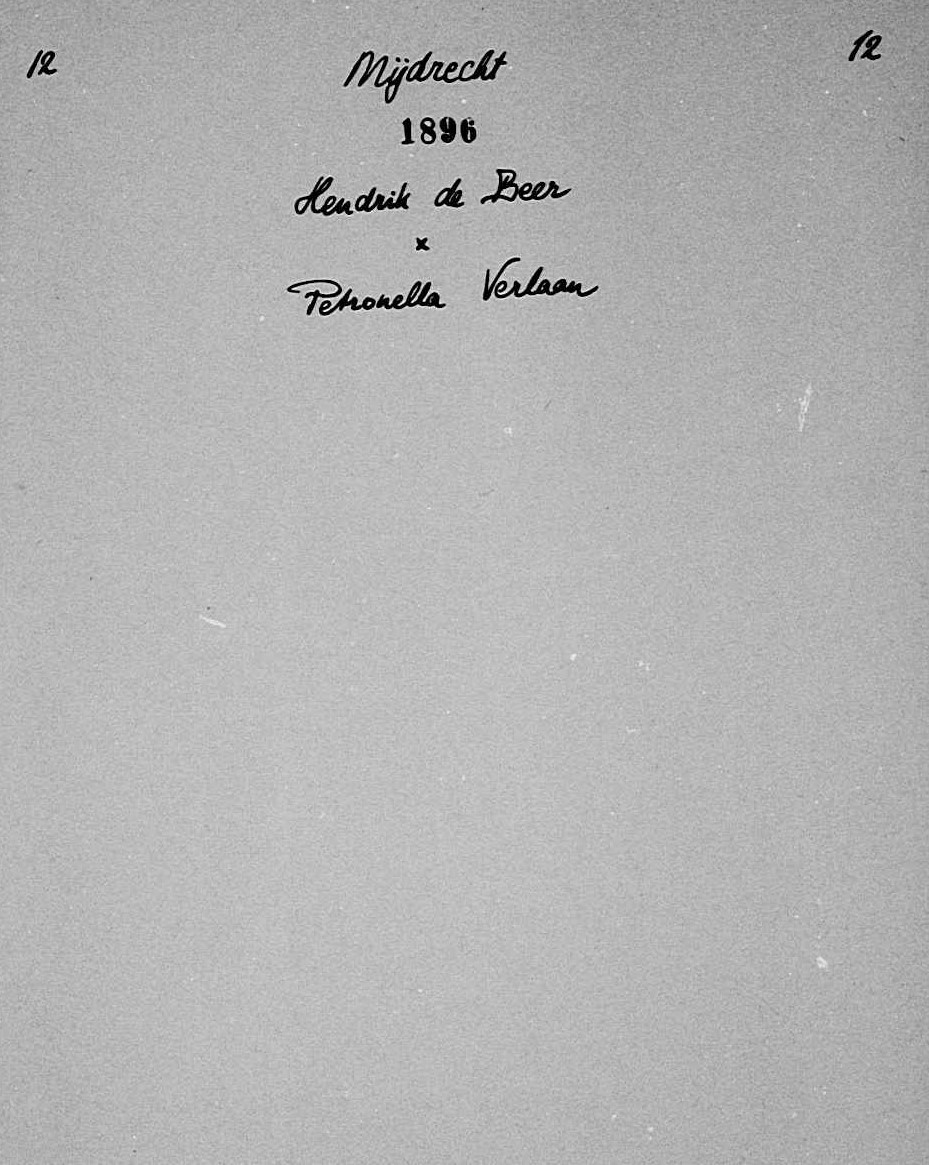 12 Mijdrecht 12
1896
Hendrik de Beer
x
Petronella Verlaan